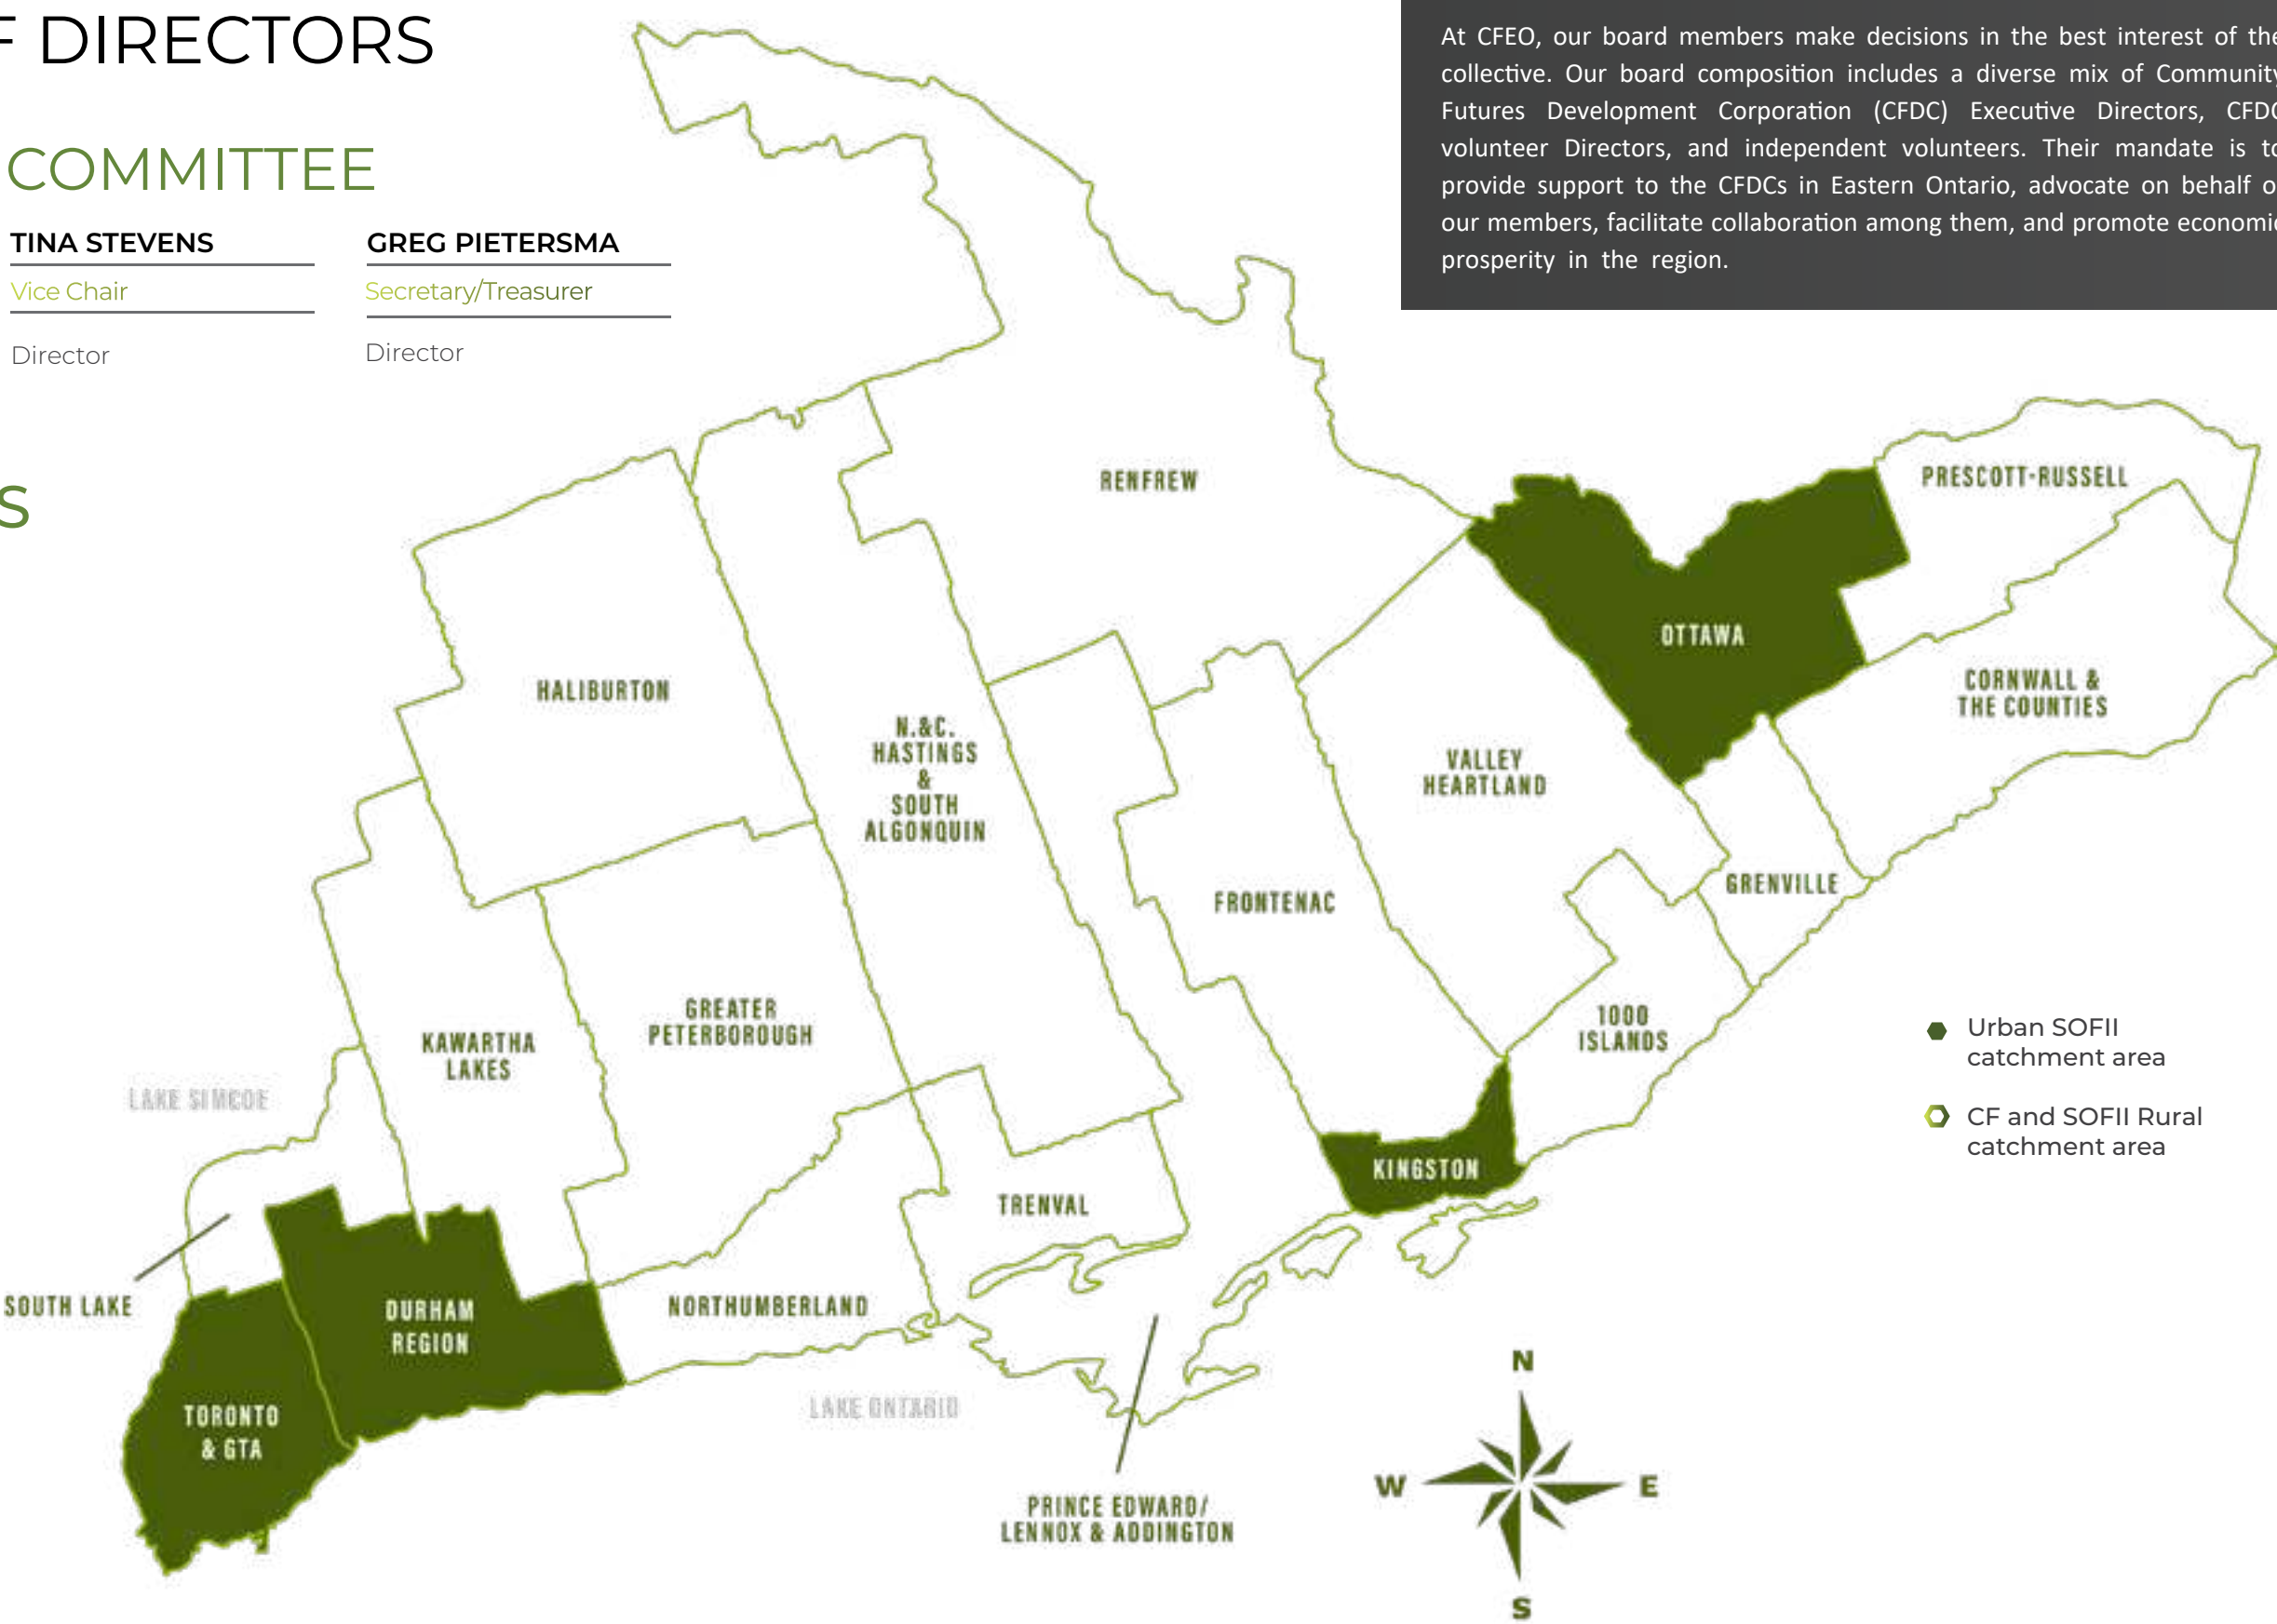 F DIRECTORS
COMMITTEE
TINA STEVENS
Vice Chair
Director
GREG PIETERSMA
Secretary/Treasurer
Director
S
At CFEO, our board members make decisions in the best interest of the
collective. Our board composition includes a diverse mix of Community
Futures Development Corporation (CFDC) Executive Directors, CFDC
volunteer Directors, and independent volunteers. Their mandate is to
provide support to the CFDCs in Eastern Ontario, advocate on behalf of
our members, facilitate collaboration among them, and promote economic
prosperity in the region.
RENFREW
PRESCOTT-RUSSELL
OTTAWA
HALIBURTON
CORNWALL &
THE COUNTIES
N.&C.
HASTINGS
&
SOUTH
ALGONQUIN
VALLEY
HEARTLAND
GRENVILLE
FRONTENAC
GREATER
PETERBOROUGH
1000
ISLANDS
KAWARTHA
LAKES
LAKE SIMCOE
Urban SOFII
catchment area
CF and SOFII Rural
catchment area
KINGSTON
TRENVAL
SOUTH LAKE
DURHAM
REGION
NORTHUMBERLAND
TORONTO
& GTA
LAKE ONTARIO
PRINCE EDWARD/
LENNOX & ADDINGTON
N
W
E
S